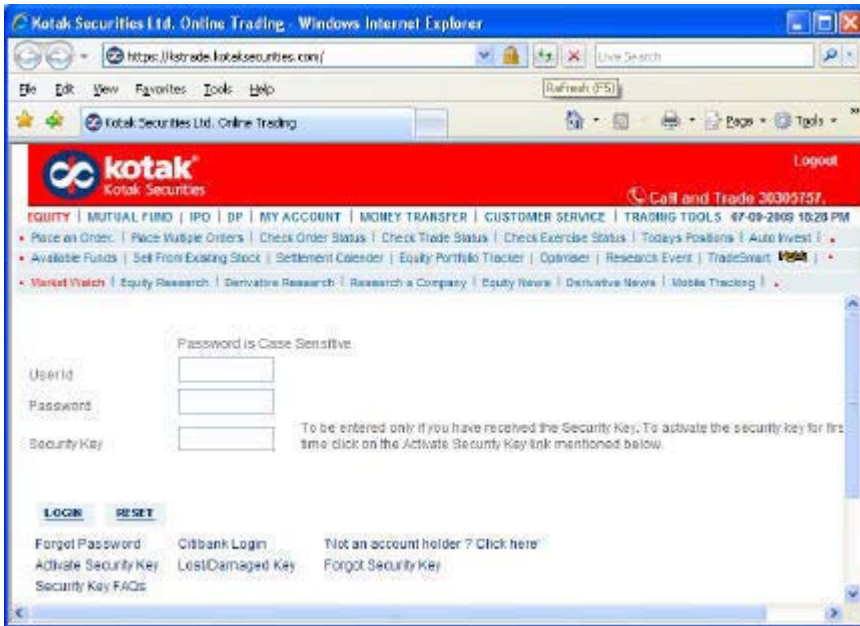 Kotak Securities Ltd. Online Trading - Windows Internet Explorer
https://kstrade.kotaksecurities.com/
Live Search
File Edit View Favorites Tools Help
Refresh (F5)
Kotak Securities Ltd. Online Trading
Page Tools
kotak
Kotak Securities
Logout
Call and Trade 30305757.
EQUITY | MUTUAL FUND | IPO | DP | MY ACCOUNT | MONEY TRANSFER | CUSTOMER SERVICE | TRADING TOOLS 07-09-2009 18:28 PM
Place an Order. | Place Multiple Orders | Check Order Status | Check Trade Status | Check Exercise Status | Todays Positions | Auto Invest |
Available Funds | Sell From Existing Stock | Settlement Calender | Equity Portfolio Tracker | Optimiser | Research Event | TradeSmart |
Market Watch | Equity Research | Derivative Research | Research a Company | Equity News | Derivative News | Mobile Tracking |
Password is Case Sensitive
User Id
Password
Security Key
To be entered only if you have received the Security Key. To activate the security key for firs
time click on the Activate Security Key link mentioned below.
LOGIN RESET
Forgot Password Citibank Login 'Not an account holder ? Click here'
Activate Security Key Lost/Damaged Key Forgot Security Key
Security Key FAQs